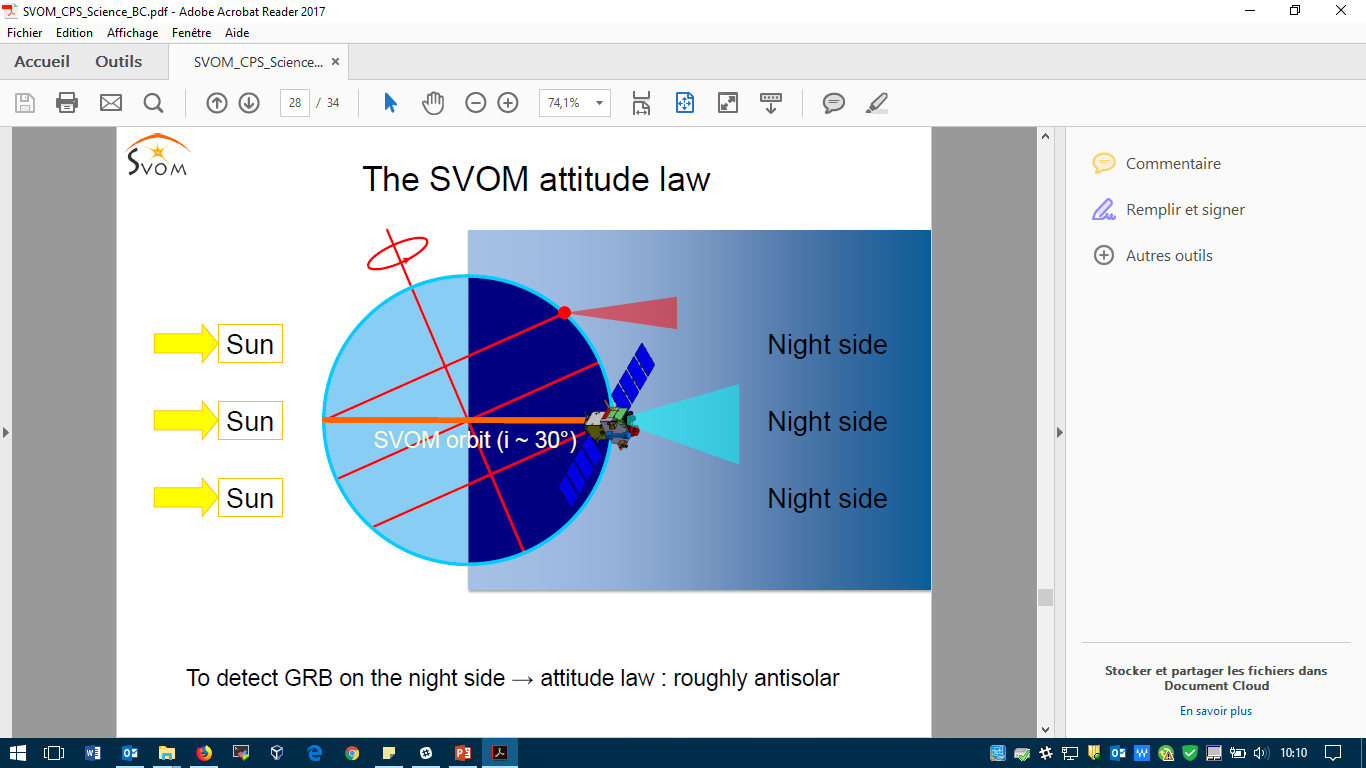 SVOM_CPS_Science_BC.pdf - Adobe Acrobat Reader 2017
Fichier Edition Affichage Fenêtre Aide
Accueil Outils SVOM_CPS_Science... ×
28 / 34 74,1%
SVOM
The SVOM attitude law
Sun
Sun
Sun
SVOM orbit (i ~ 30°)
Night side
Night side
Night side
To detect GRB on the night side → attitude law : roughly antisolar
Commentaire
Remplir et signer
Autres outils
Stocker et partager les fichiers dans
Document Cloud
En savoir plus
10:10